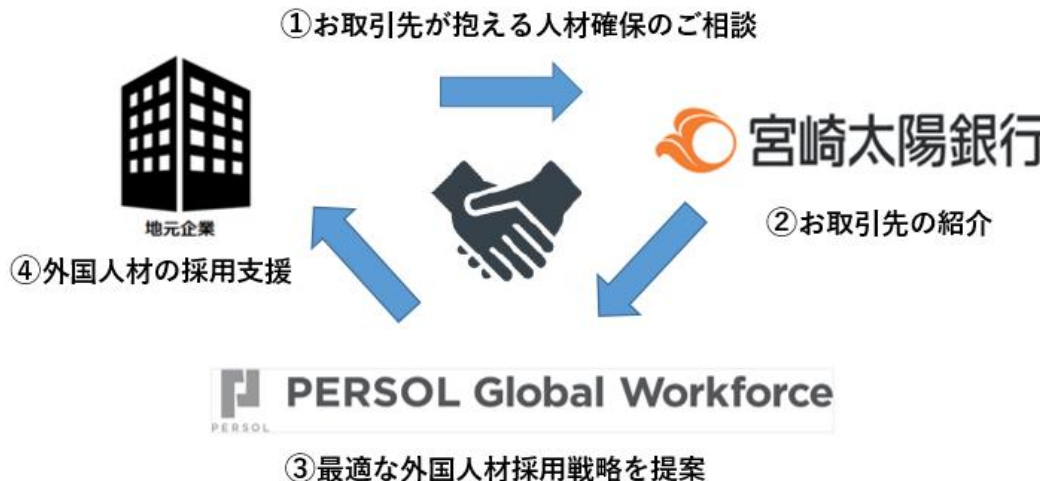 ①お取引先が抱える人材確保のご相談
宮崎太陽銀行
地元企業
②お取引先の紹介
④外国人材の採用支援
PERSOL Global Workforce
PERSOL
③最適な外国人材採用戦略を提案